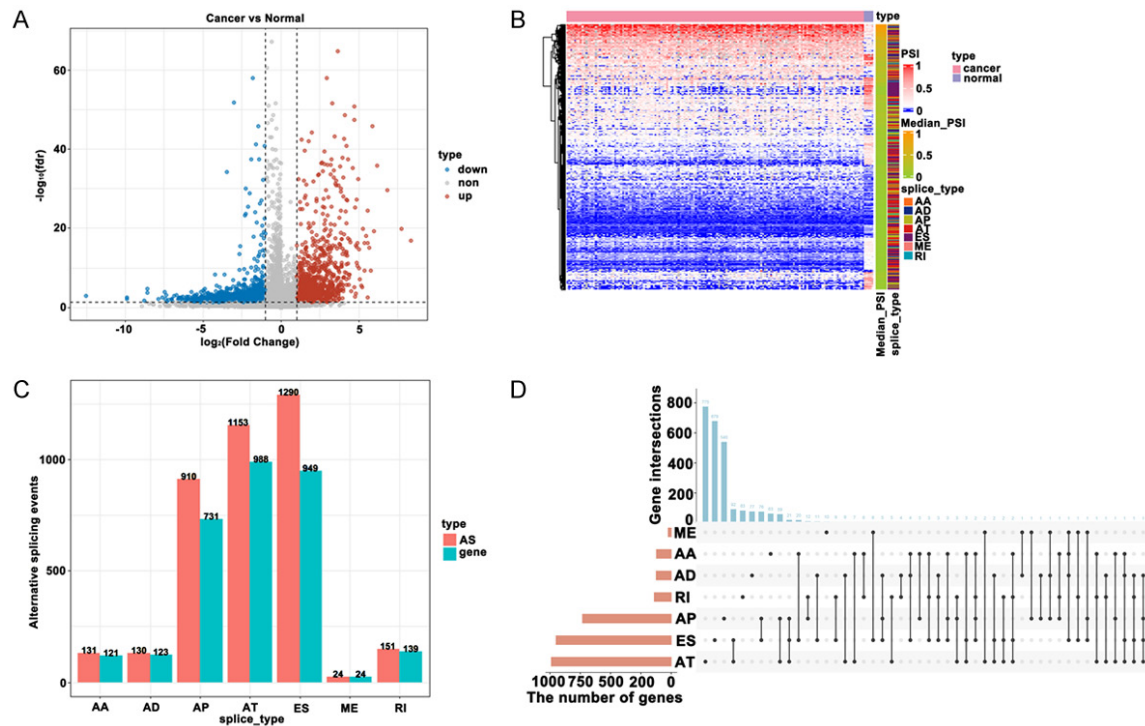 A
Cancer vs Normal
-log₁₀(fdr)
60
40
20
0
-10
-5
0
5
log₂(Fold Change)
type
down
non
up
B
type
PSI
1
0.5
0
type
cancer
normal
Median_PSI
1
0.5
0
splice_type
AA
AD
AP
AT
ES
ME
RI
Median_PSI
splice_type
C
Alternative splicing events
1000
500
0
131
121
130
123
910
731
1153
988
1290
949
24
24
151
139
AA
AD
AP
AT
ES
ME
RI
splice_type
type
AS
gene
D
Gene intersections
800
600
400
200
0
ME
AA
AD
RI
AP
ES
AT
1000
750
500
250
0
The number of genes